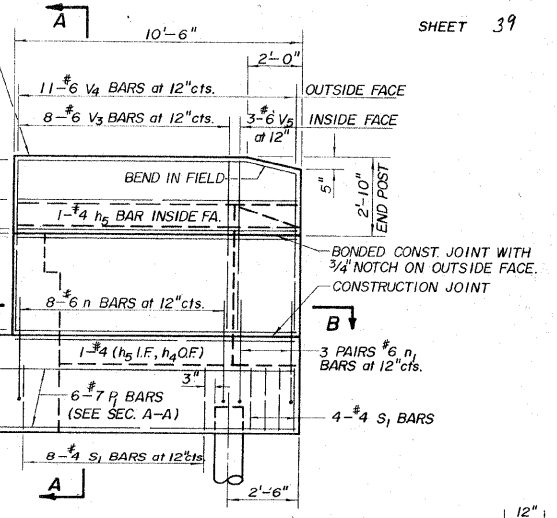 A
SHEET 39
10'-6"
2'-0"
11-#6 V4 BARS at 12"cts.
OUTSIDE FACE
8-#6 V3 BARS at 12"cts.
3-#6 V5
at 12"
INSIDE FACE
BEND IN FIELD
5"
2'-10"
END POST
1-#4 h5 BAR INSIDE FA.
BONDED CONST. JOINT WITH
3/4" NOTCH ON OUTSIDE FACE.
CONSTRUCTION JOINT
8-#6 n BARS at 12"cts.
B
1-#4 (h5 I.F., h4 O.F.)
3 PAIRS #6 n1
BARS at 12"cts.
3"
6-#7 P1 BARS
(SEE SEC. A-A)
4-#4 S1 BARS
8-#4 S1 BARS at 12"cts
A
2'-6"
12"